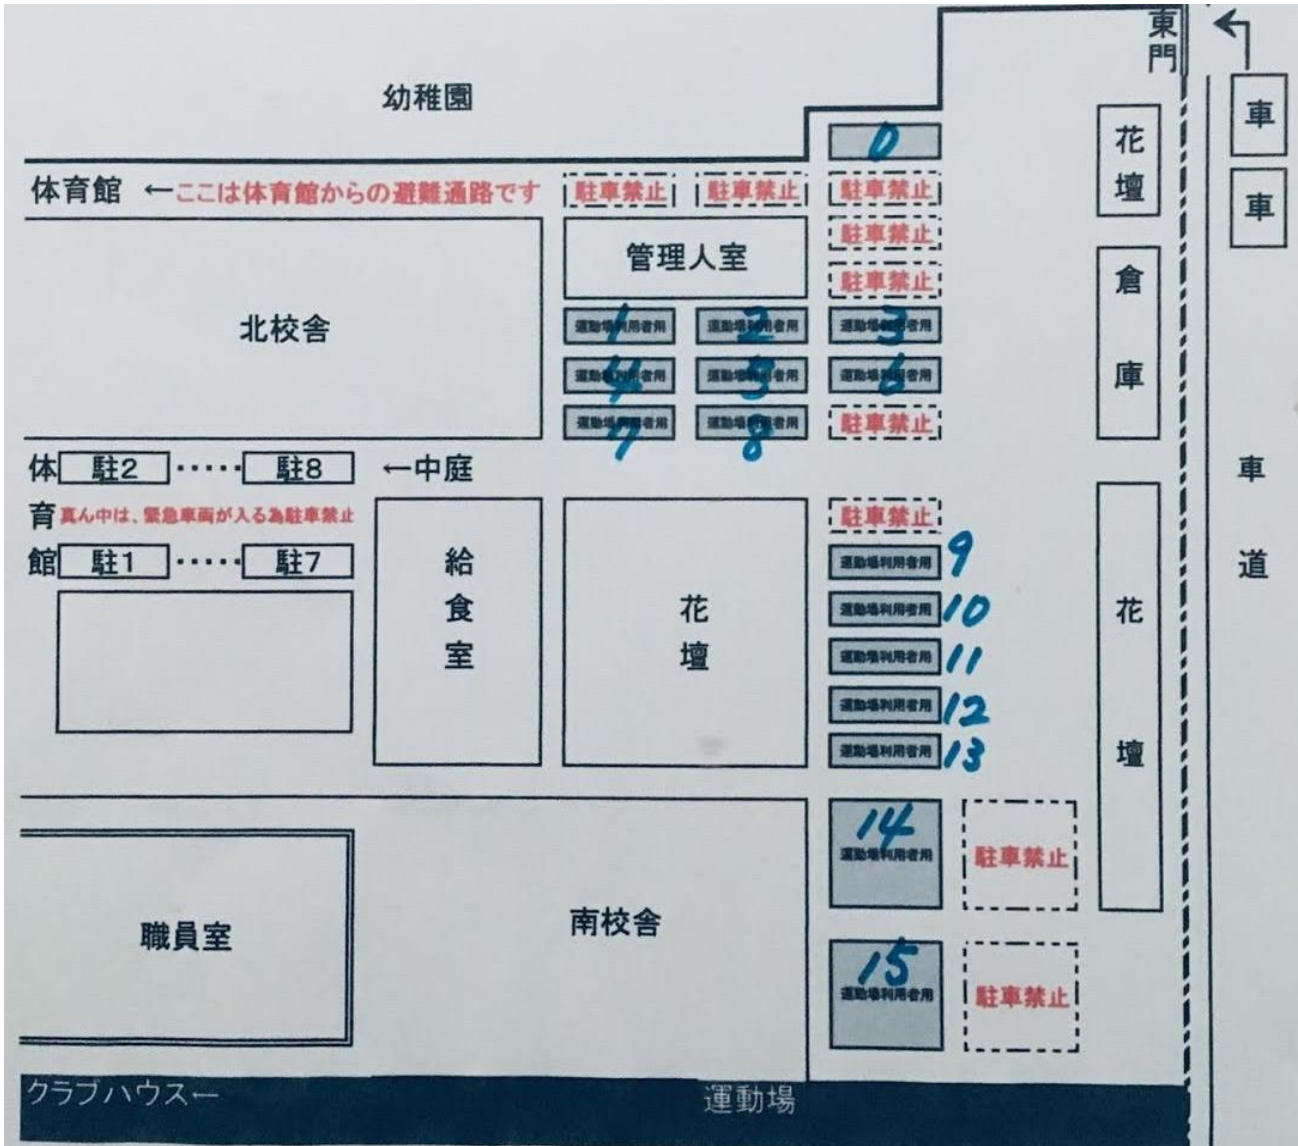 東門
車
幼稚園
花壇
0
車
体育館 ←ここは体育館からの避難通路です
駐車禁止
駐車禁止
駐車禁止
駐車禁止
管理人室
駐車禁止
倉庫
北校舎
運動場利用者用 1
運動場利用者用 2
運動場利用者用 3
運動場利用者用 4
運動場利用者用 5
運動場利用者用 6
運動場利用者用 7
運動場利用者用 8
駐車禁止
体育館
駐2 ‥‥‥ 駐8 ←中庭
真ん中は、緊急車両が入る為駐車禁止
駐1 ‥‥‥ 駐7
車道
給食室
花壇
駐車禁止
運動場利用者用 9
運動場利用者用 10
運動場利用者用 11
運動場利用者用 12
運動場利用者用 13
花壇
14
運動場利用者用
駐車禁止
職員室
南校舎
15
運動場利用者用
駐車禁止
クラブハウス←
運動場